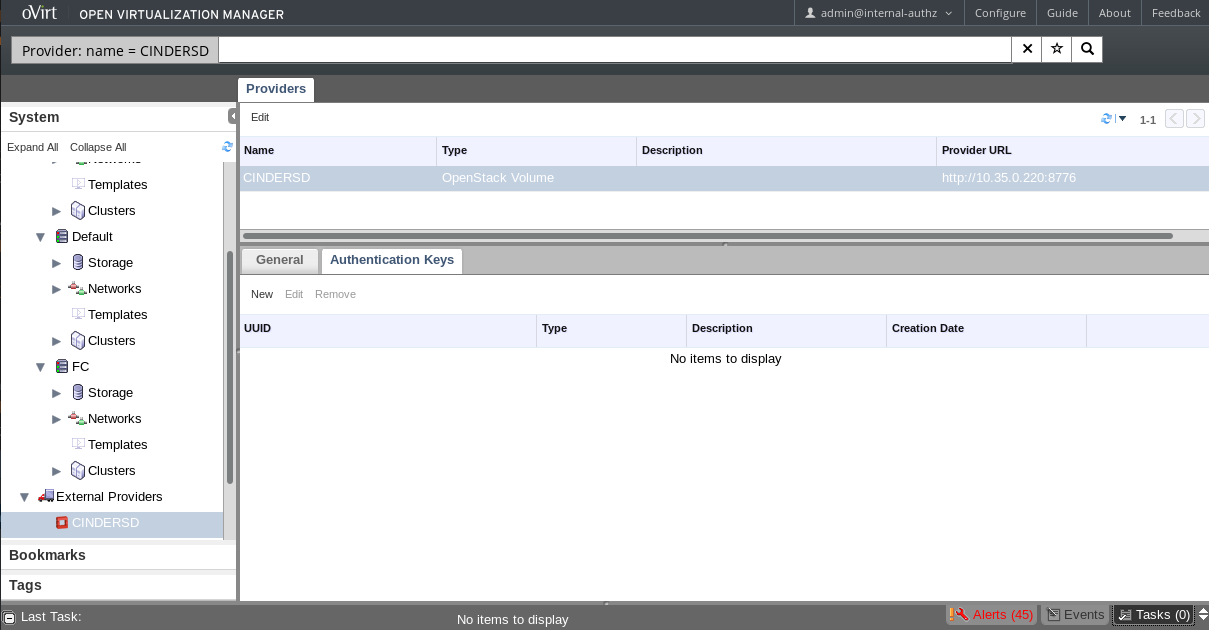 oVirt OPEN VIRTUALIZATION MANAGER
admin@internal-authz Configure Guide About Feedback
Provider: name = CINDERSD
Providers
System
Expand All Collapse All
Edit
1-1
Name Type Description Provider URL
CINDERSD OpenStack Volume http://10.35.0.220:8776
Networks
Templates
Clusters
Default
Storage
Networks
Templates
Clusters
FC
Storage
Networks
Templates
Clusters
External Providers
CINDERSD
Bookmarks
Tags
General Authentication Keys
New Edit Remove
UUID Type Description Creation Date
No items to display
Last Task:
No items to display
Alerts (45) Events Tasks (0)